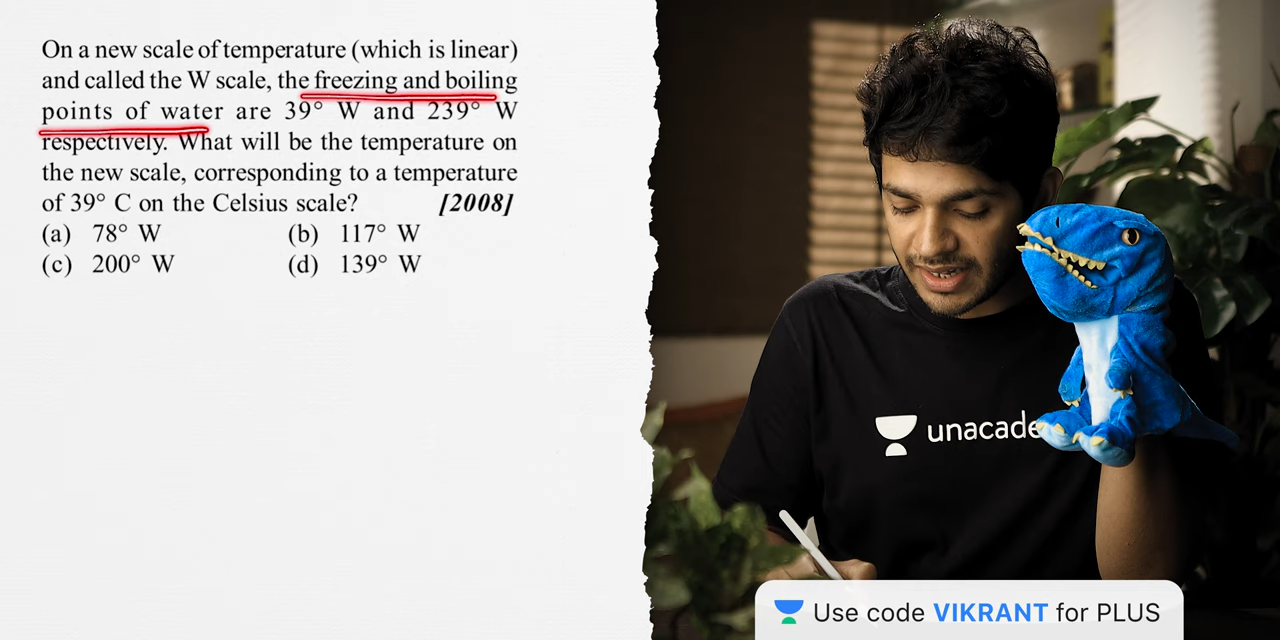 On a new scale of temperature (which is linear)
and called the W scale, the freezing and boiling
points of water are 39° W and 239° W
respectively. What will be the temperature on
the new scale, corresponding to a temperature
of 39° C on the Celsius scale? [2008]
(a) 78° W (b) 117° W
(c) 200° W (d) 139° W
unacade
Use code VIKRANT for PLUS